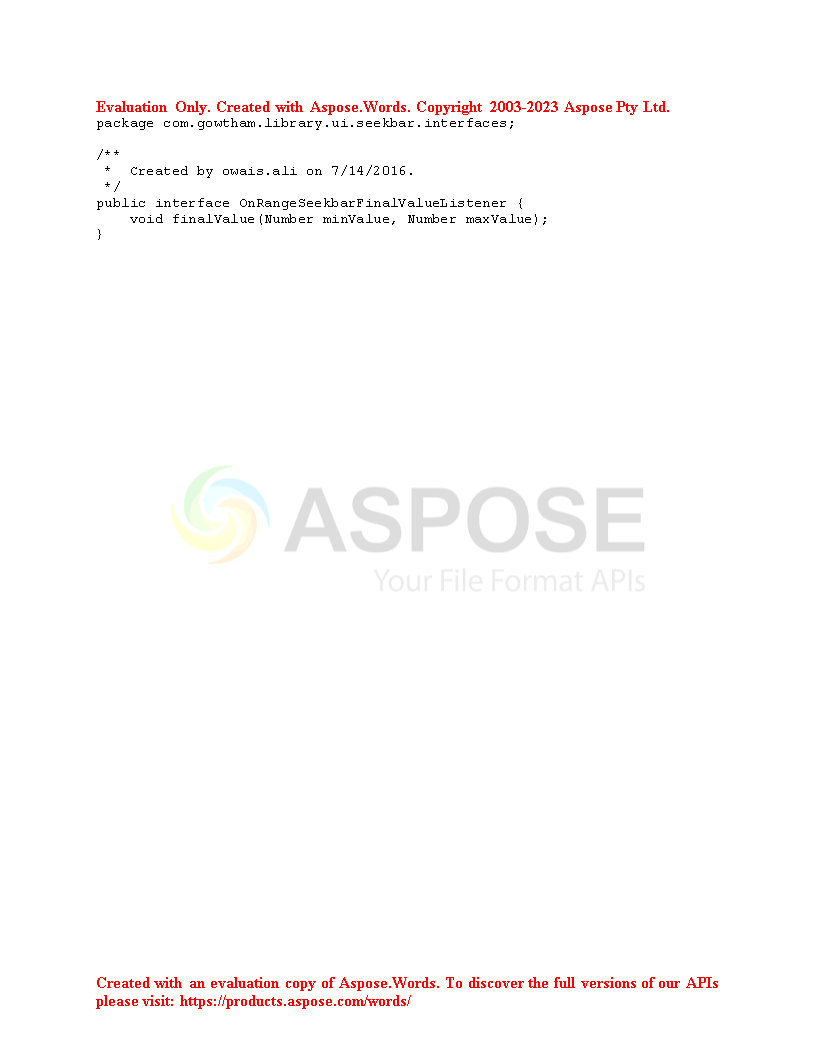 Evaluation Only. Created with Aspose.Words. Copyright 2003-2023 Aspose Pty Ltd.
package com.gowtham.library.ui.seekbar.interfaces;

/**
 *  Created by owais.ali on 7/14/2016.
 */
public interface OnRangeSeekbarFinalValueListener {
    void finalValue(Number minValue, Number maxValue);
}
ASPOSE
Your File Format APIs
Created with an evaluation copy of Aspose.Words. To discover the full versions of our APIs
please visit: https://products.aspose.com/words/